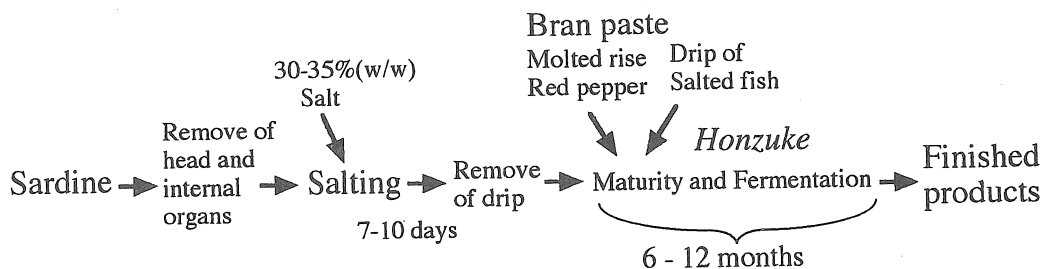 Bran paste
Molted rise
Red pepper
Drip of
Salted fish
30-35%(w/w)
Salt
Honzuke
Sardine
Remove of
head and
internal
organs
Salting
7-10 days
Remove
of drip
Maturity and Fermentation
6 - 12 months
Finished
products